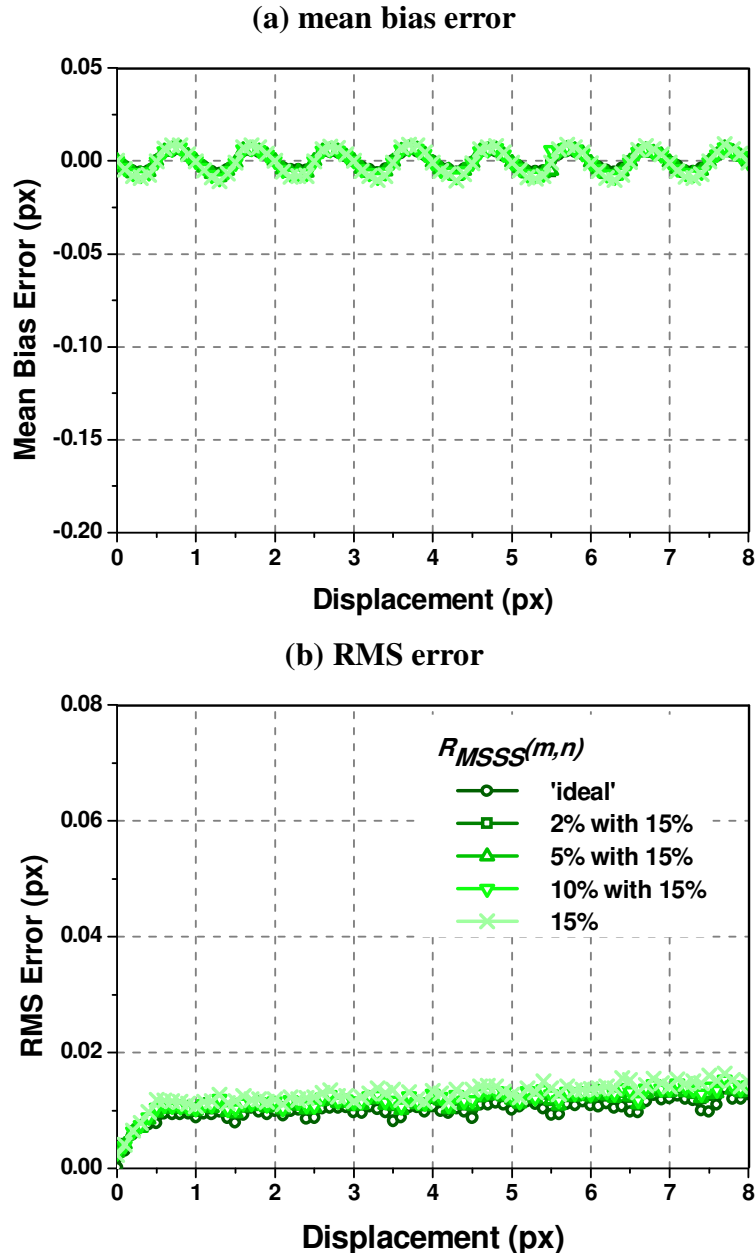 (a) mean bias error
0.05
0.00
-0.05
-0.10
-0.15
-0.20
Mean Bias Error (px)
0 1 2 3 4 5 6 7 8
Displacement (px)
(b) RMS error
0.08
0.06
0.04
0.02
0.00
RMS Error (px)
R_MSSS(m,n)
'ideal'
2% with 15%
5% with 15%
10% with 15%
15%
0 1 2 3 4 5 6 7 8
Displacement (px)